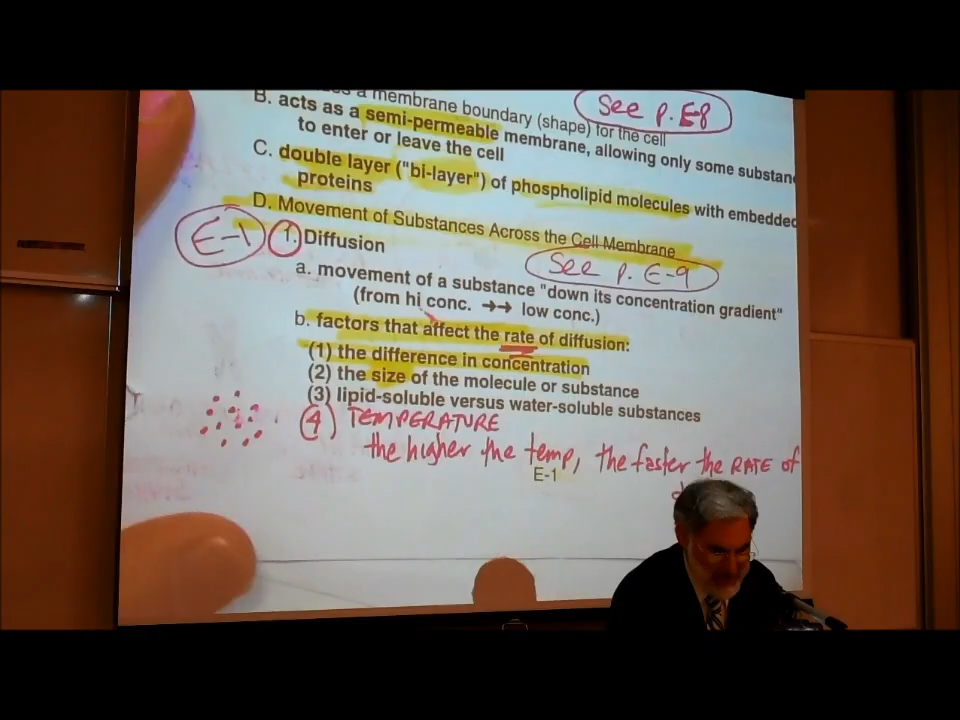 a membrane boundary (shape) for the cell
See p. E-8
B. acts as a semi-permeable membrane, allowing only some
to enter or leave the cell
C. double layer ("bi-layer") of phospholipid molecules with embedded
proteins
D. Movement of Substances Across the Cell Membrane
E-1 1. Diffusion
See p. E-9
a. movement of a substance "down its concentration gradient"
(from hi conc. →→ low conc.)
b. factors that affect the rate of diffusion:
(1) the difference in concentration
(2) the size of the molecule or substance
(3) lipid-soluble versus water-soluble substances
(4) TEMPERATURE
the higher the temp, the faster the RATE of
E-1